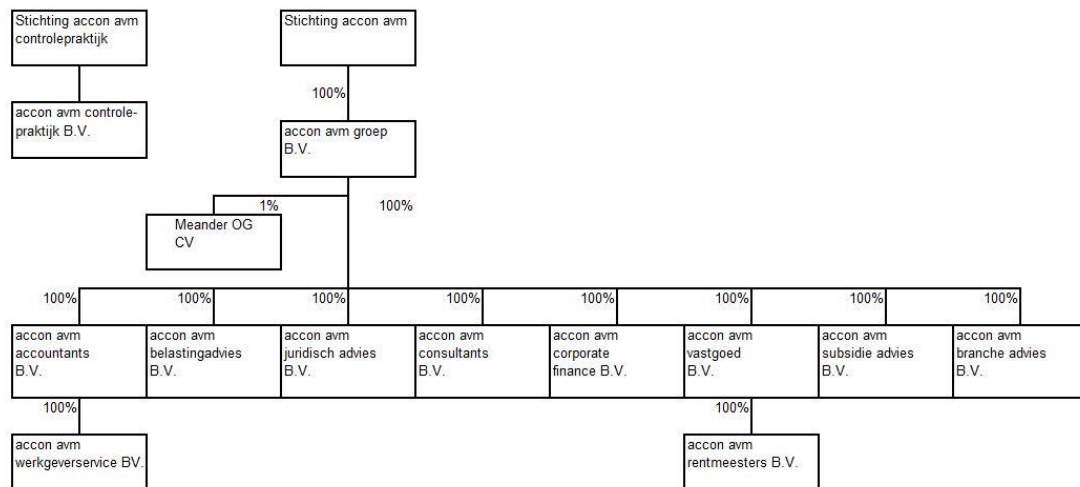 Stichting accon avm
controlepraktijk
Stichting accon avm
100%
accon avm controle-
praktijk B.V.
accon avm groep
B.V.
1%
100%
Meander OG
CV
100%
100%
100%
100%
100%
100%
100%
100%
accon avm
accountants
B.V.
accon avm
belastingadvies
B.V.
accon avm
juridisch advies
B.V.
accon avm
consultants
B.V.
accon avm
corporate
finance B.V.
accon avm
vastgoed
B.V.
accon avm
subsidie advies
B.V.
accon avm
branche advies
B.V.
100%
100%
accon avm
werkgeverservice BV.
accon avm
rentmeesters B.V.